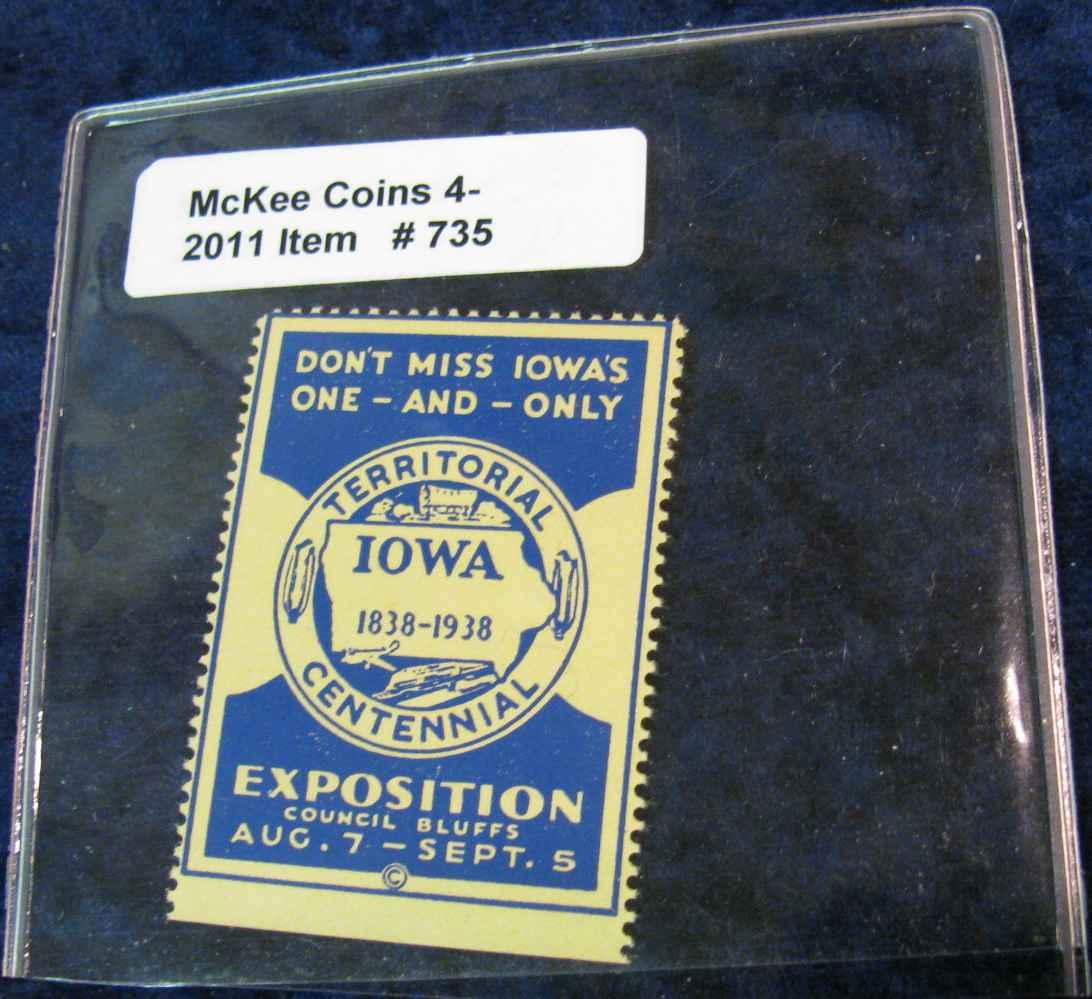 McKee Coins 4-
2011 Item # 735
DON'T MISS IOWA'S
ONE - AND - ONLY
TERRITORIAL
IOWA
1838-1938
CENTENNIAL
EXPOSITION
COUNCIL BLUFFS
AUG. 7 - SEPT. 5
©